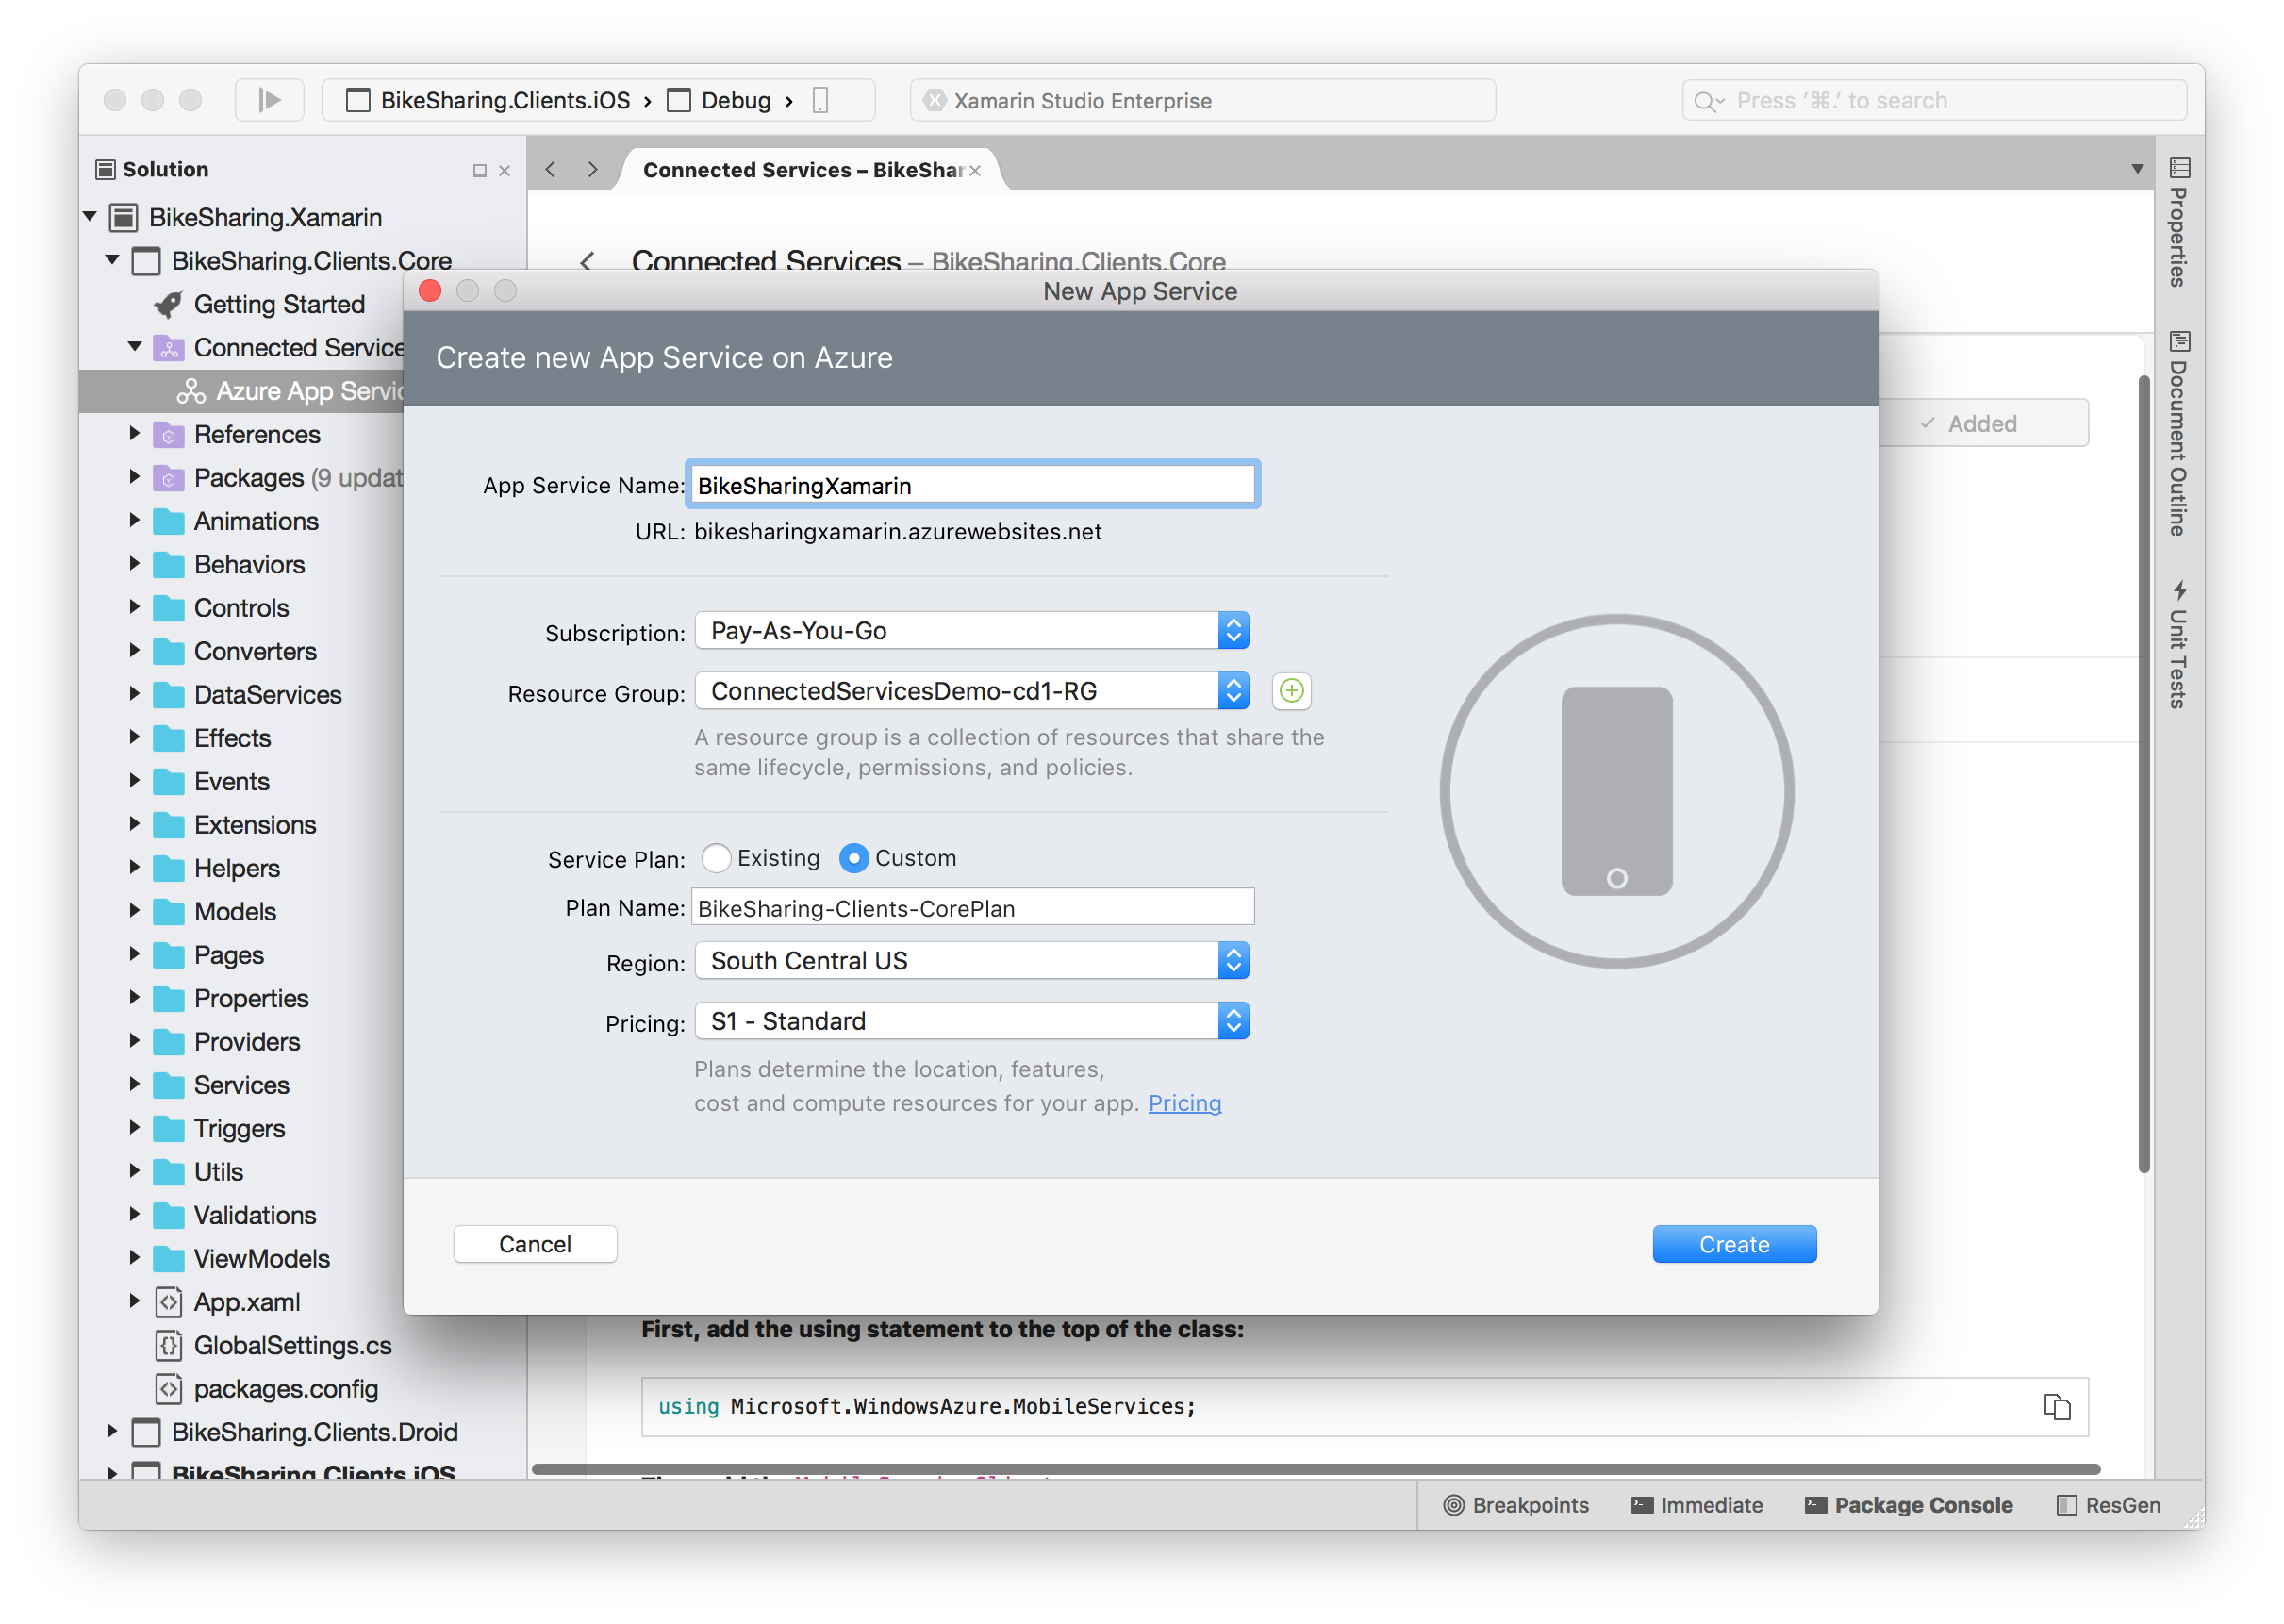 BikeSharing.Clients.iOS › Debug ›
Xamarin Studio Enterprise
Press ‘⌘.’ to search
Solution
Connected Services – BikeShar
BikeSharing.Xamarin
BikeSharing.Clients.Core
Getting Started
Connected Service
Azure App Servic
References
Packages (9 updat
Animations
Behaviors
Controls
Converters
DataServices
Effects
Events
Extensions
Helpers
Models
Pages
Properties
Providers
Services
Triggers
Utils
Validations
ViewModels
App.xaml
GlobalSettings.cs
packages.config
BikeSharing.Clients.Droid
BikeSharing.Clients.iOS
Connected Services – BikeSharing.Clients.Core
New App Service
Create new App Service on Azure
App Service Name: BikeSharingXamarin
URL: bikesharingxamarin.azurewebsites.net
Subscription: Pay-As-You-Go
Resource Group: ConnectedServicesDemo-cd1-RG
A resource group is a collection of resources that share the
same lifecycle, permissions, and policies.
Service Plan: Existing Custom
Plan Name: BikeSharing-Clients-CorePlan
Region: South Central US
Pricing: S1 - Standard
Plans determine the location, features,
cost and compute resources for your app. Pricing
Cancel
Create
Added
First, add the using statement to the top of the class:
using Microsoft.WindowsAzure.MobileServices;
Properties
Document Outline
Unit Tests
Breakpoints
Immediate
Package Console
ResGen